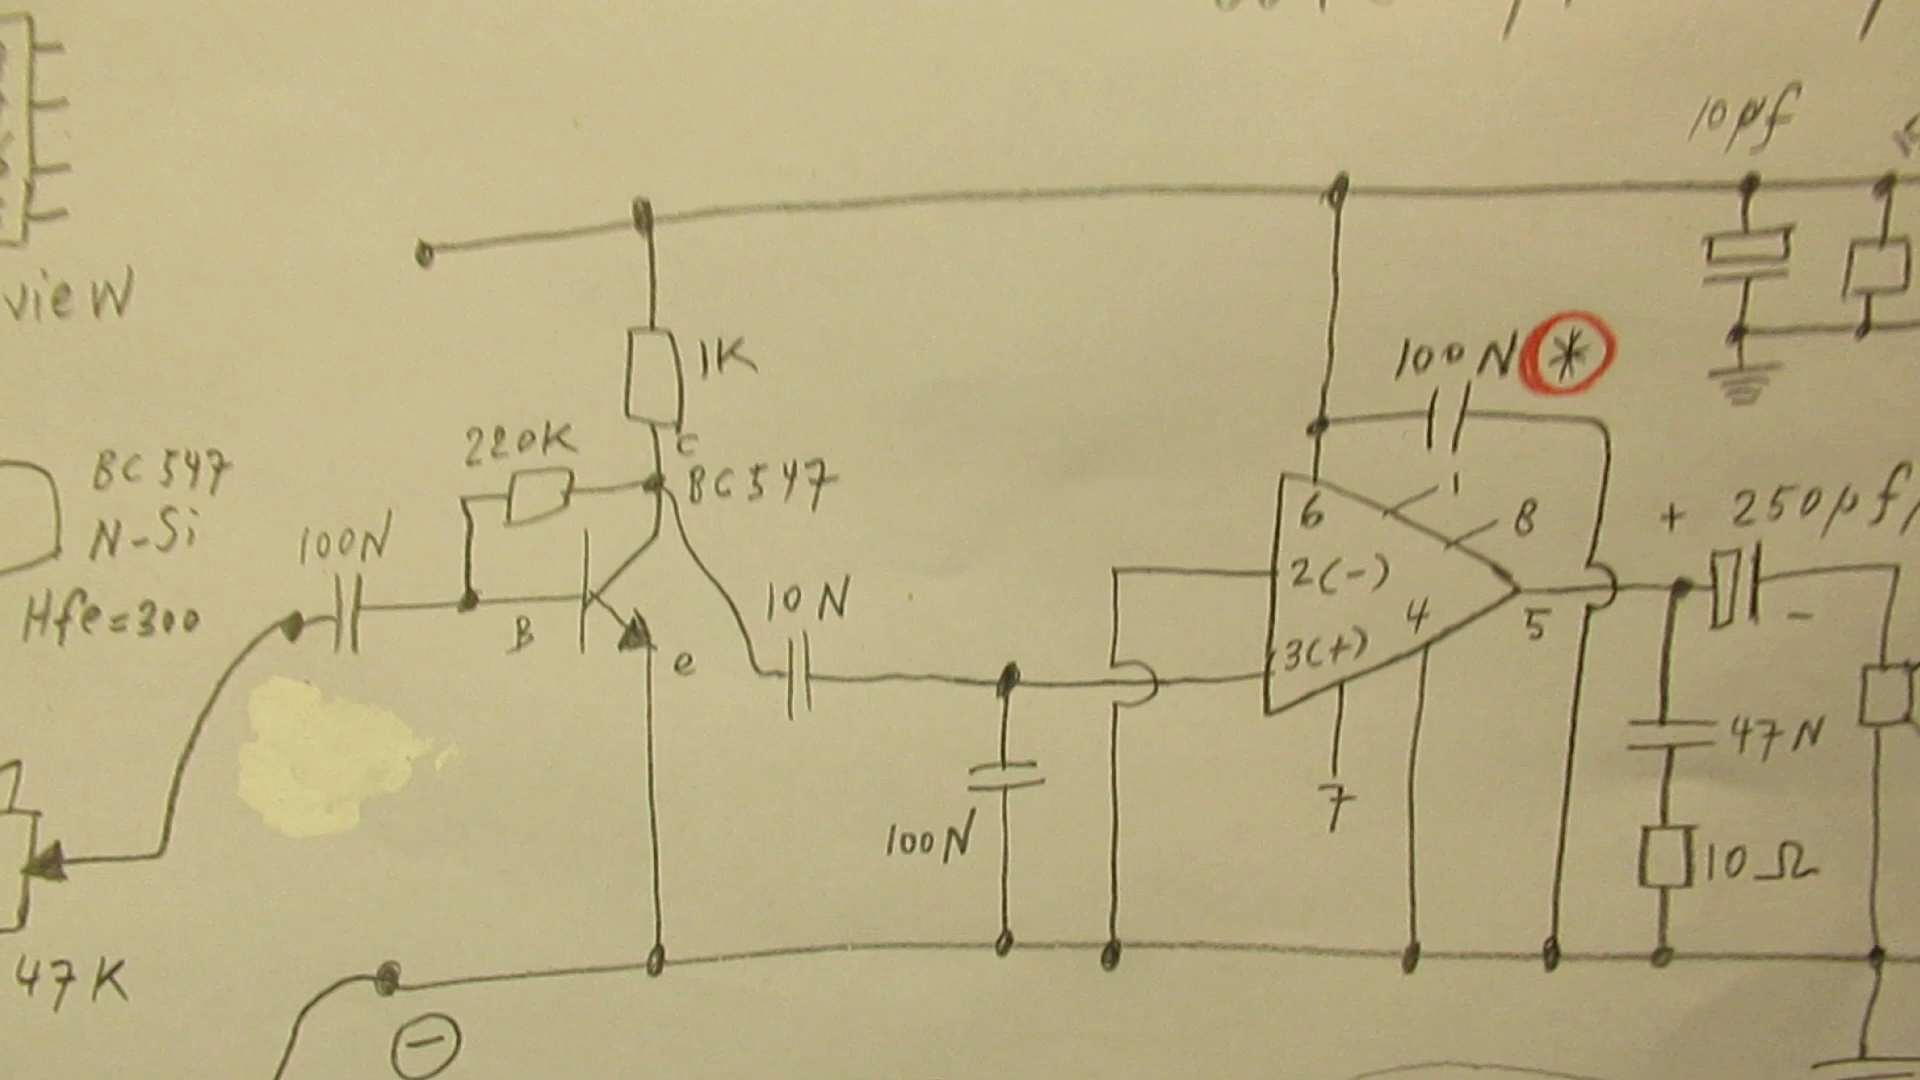 view
10µf
1K
100N *
C
220K
BC547
BC547
N-Si
Hfe=300
100N
B
e
10N
6
1
8
2(-)
3(+)
4
5
7
+ 250µf/
-
47N
100N
10Ω
47K
-